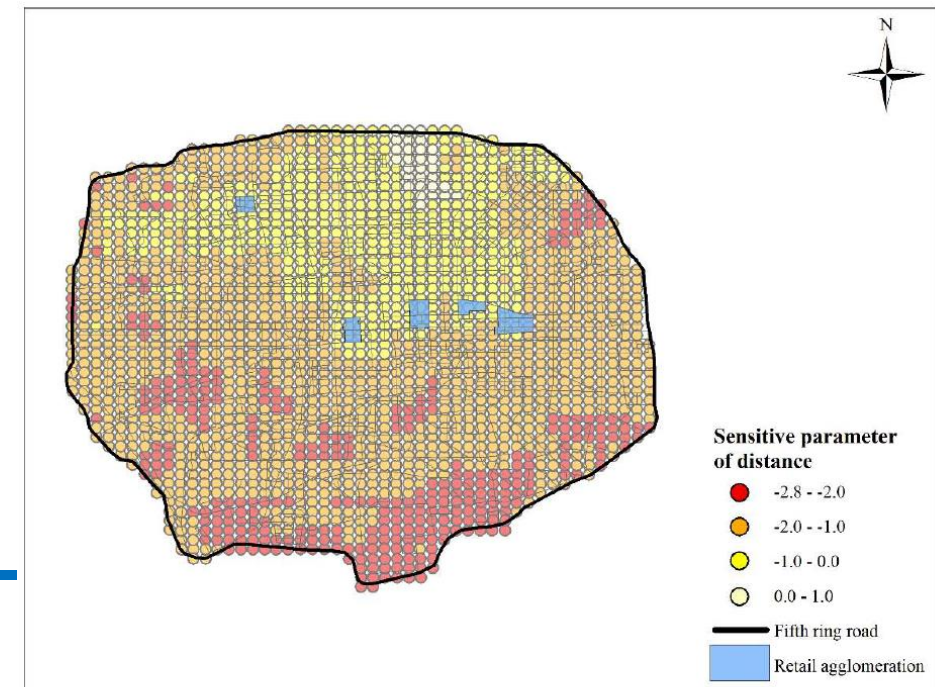 N
Sensitive parameter
of distance
-2.8 - -2.0
-2.0 - -1.0
-1.0 - 0.0
0.0 - 1.0
Fifth ring road
Retail agglomeration